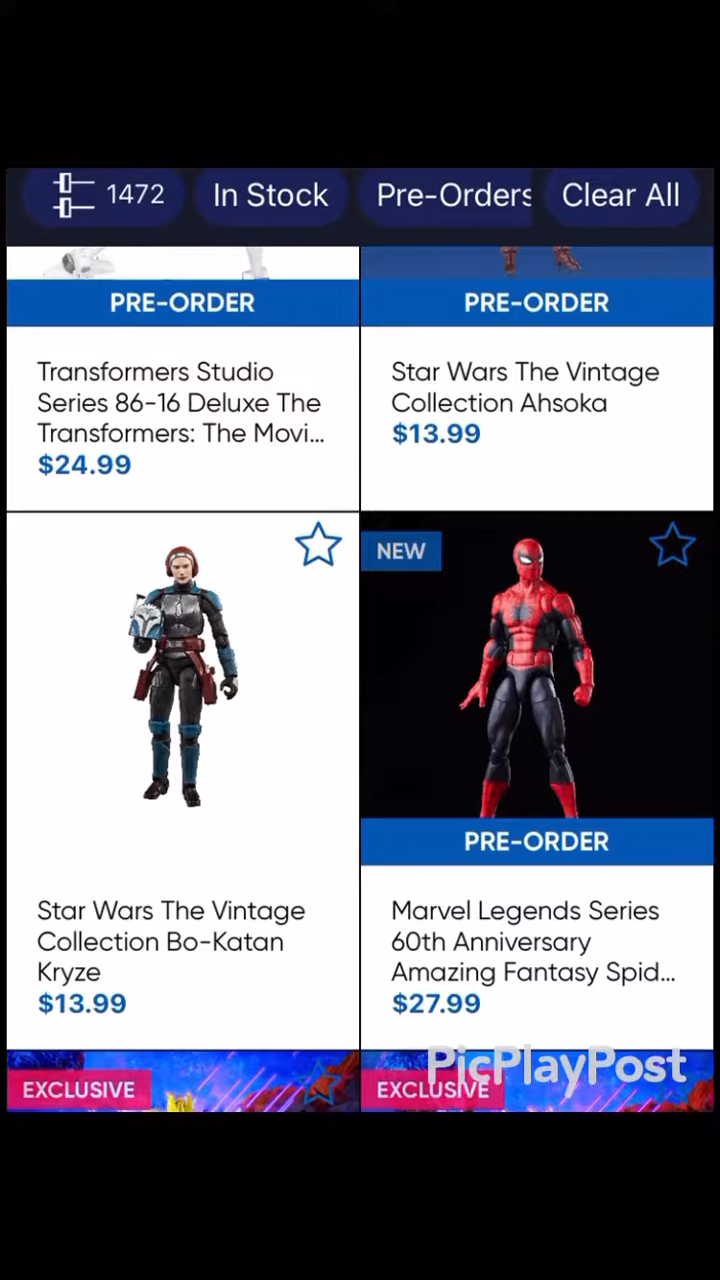 1472 In Stock Pre-Orders Clear All
PRE-ORDER
PRE-ORDER
Transformers Studio
Series 86-16 Deluxe The
Transformers: The Movi...
$24.99
Star Wars The Vintage
Collection Ahsoka
$13.99
NEW
PRE-ORDER
Star Wars The Vintage
Collection Bo-Katan
Kryze
$13.99
Marvel Legends Series
60th Anniversary
Amazing Fantasy Spid...
$27.99
EXCLUSIVE
EXCLUSIVE
PicPlayPost